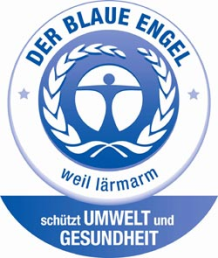 DER BLAUE ENGEL
weil lärmarm
schützt UMWELT und
GESUNDHEIT